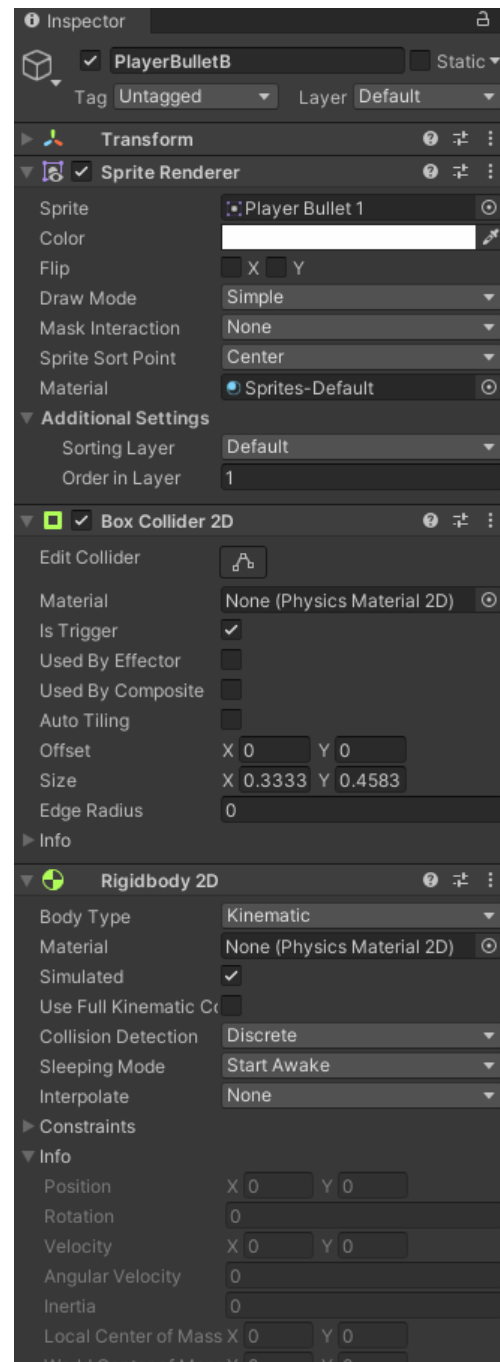 Inspector
PlayerBulletB Static
Tag Untagged Layer Default
Transform
Sprite Renderer
Sprite Player Bullet 1
Color
Flip X Y
Draw Mode Simple
Mask Interaction None
Sprite Sort Point Center
Material Sprites-Default
Additional Settings
Sorting Layer Default
Order in Layer 1
Box Collider 2D
Edit Collider
Material None (Physics Material 2D)
Is Trigger
Used By Effector
Used By Composite
Auto Tiling
Offset X 0 Y 0
Size X 0.3333 Y 0.4583
Edge Radius 0
Info
Rigidbody 2D
Body Type Kinematic
Material None (Physics Material 2D)
Simulated
Use Full Kinematic Co
Collision Detection Discrete
Sleeping Mode Start Awake
Interpolate None
Constraints
Info
Position X 0 Y 0
Rotation 0
Velocity X 0 Y 0
Angular Velocity 0
Inertia 0
Local Center of Mass X 0 Y 0